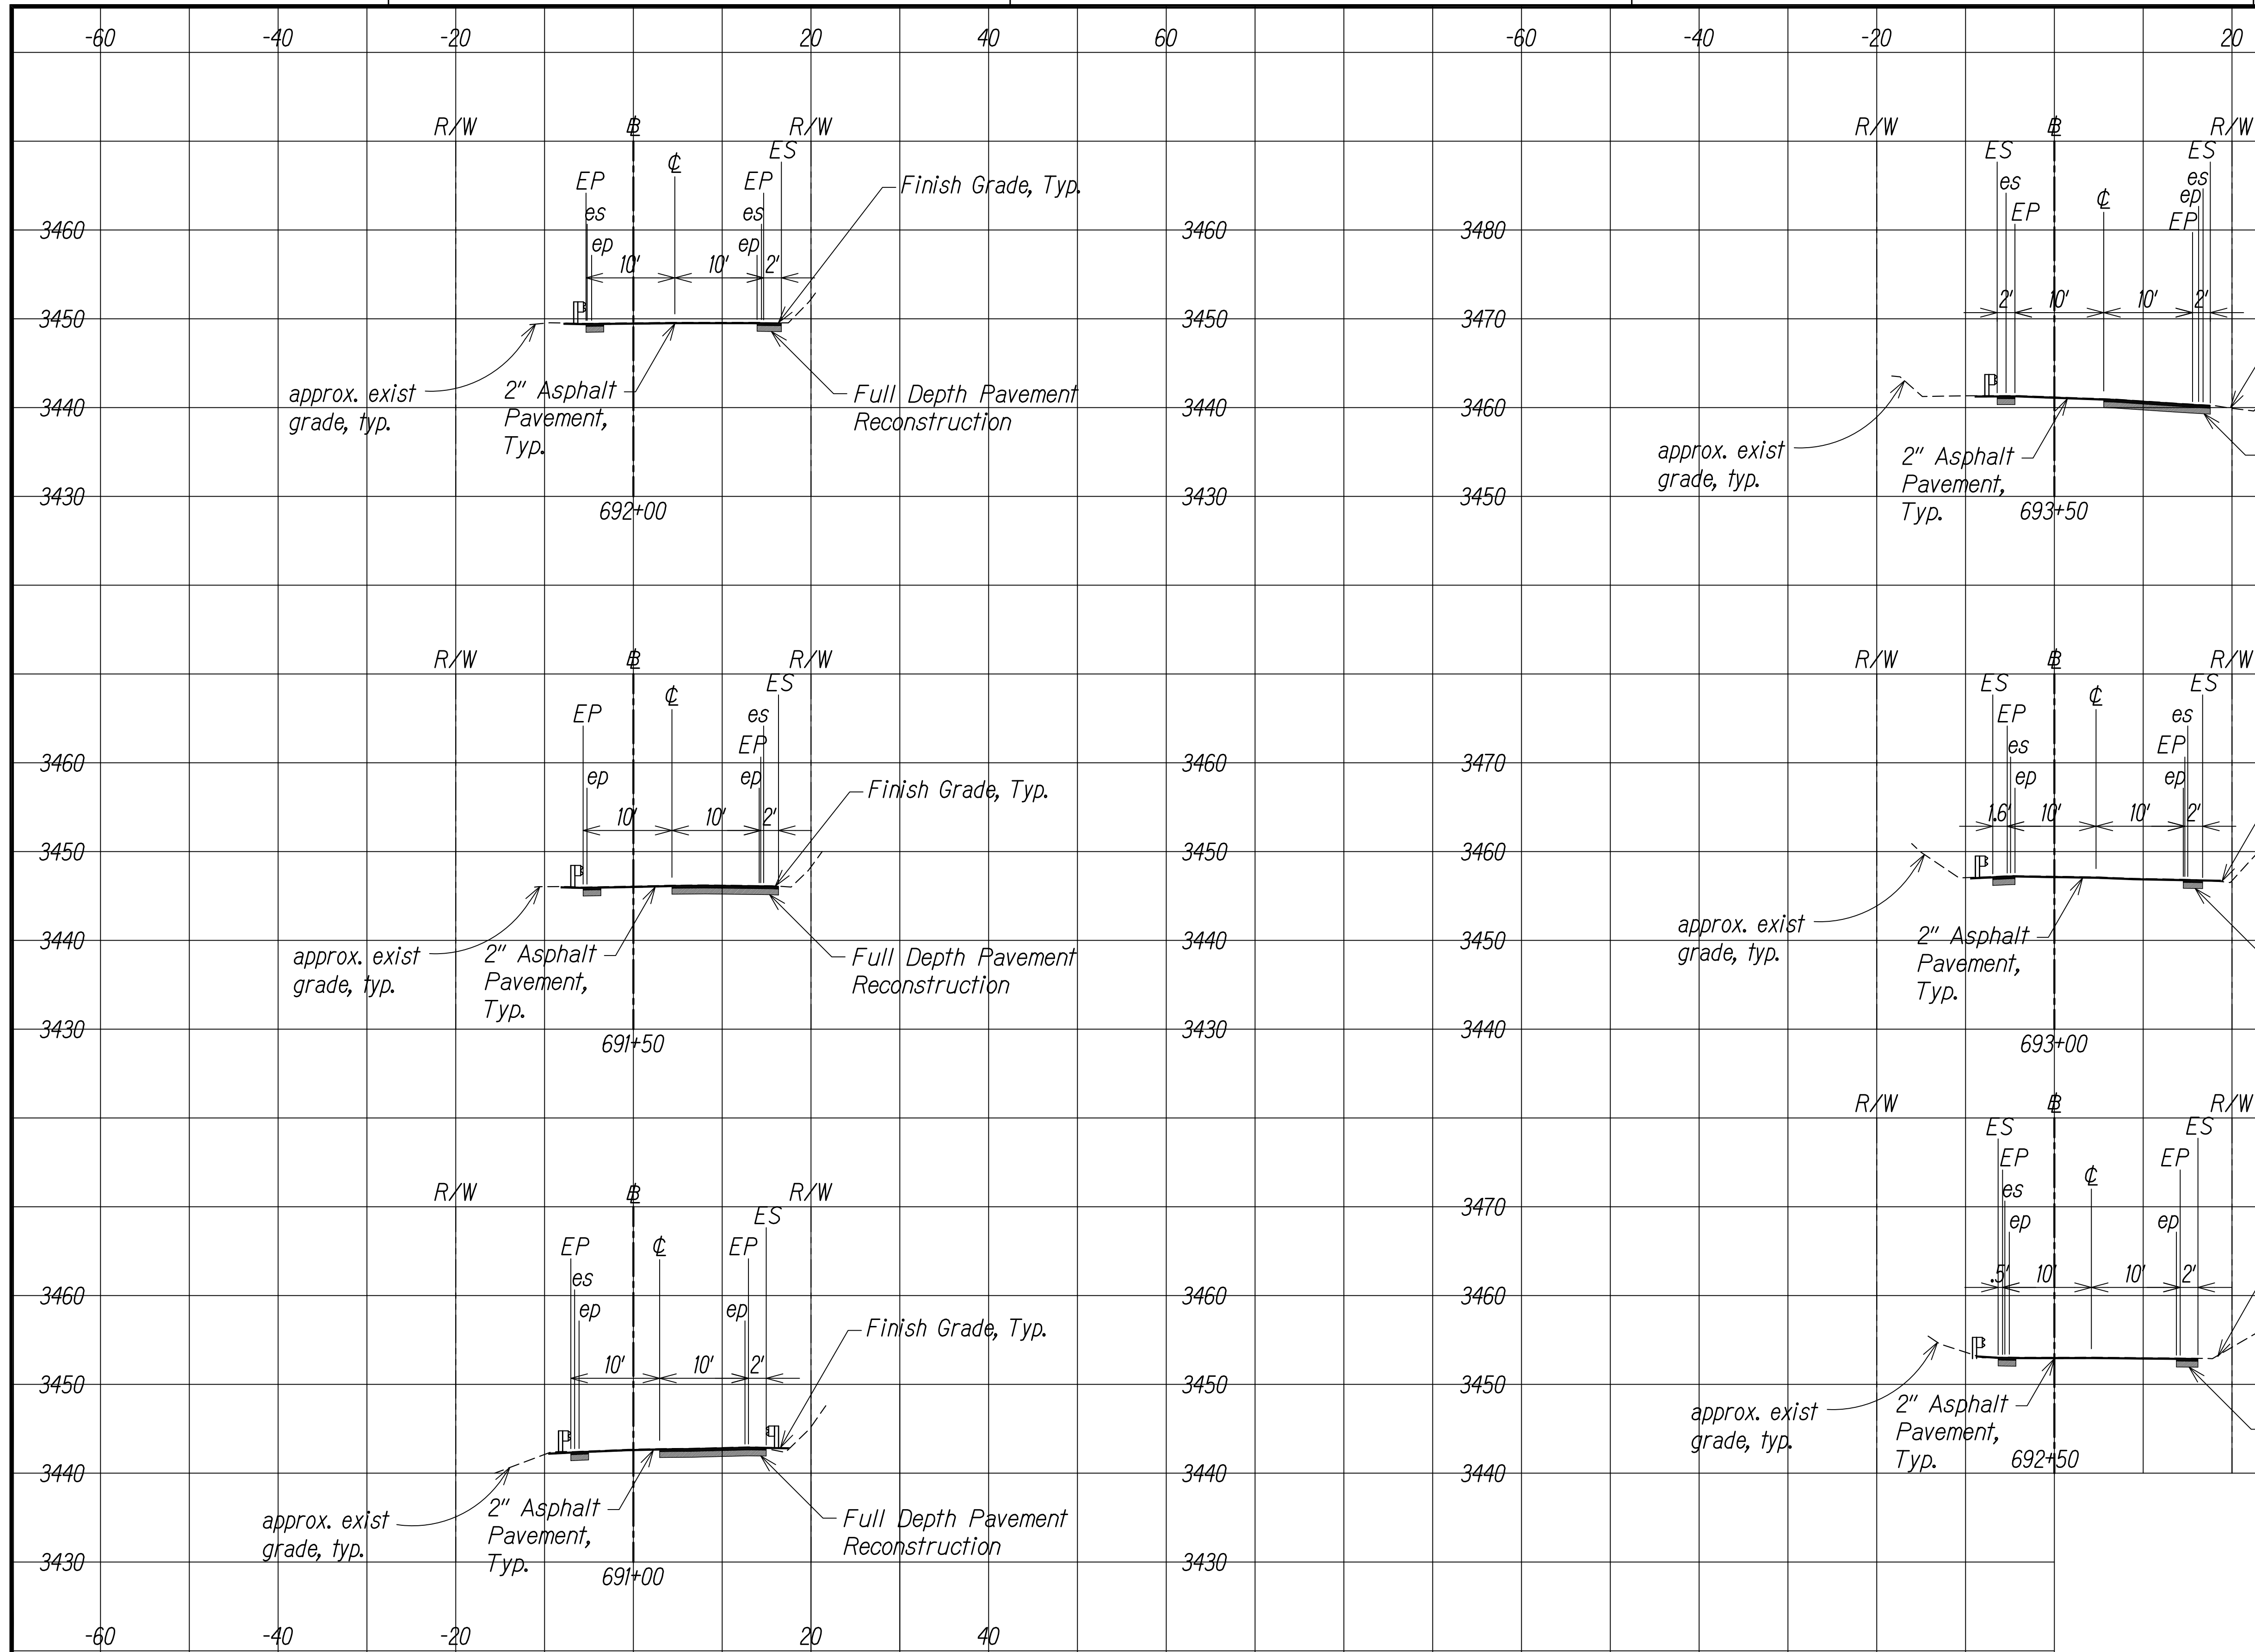 -60 -40 -20 20 40 60 -60 -40 -20 20
R/W ⅊ R/W
ES
℄
EP EP
es es
ep ep
10' 10' 2'
Finish Grade, Typ.
3460 3460
3450 3450
3440 3440
3430 3430
approx. exist
grade, typ.
2" Asphalt
Pavement,
Typ.
Full Depth Pavement
Reconstruction
692+00
R/W ⅊ R/W
ES ES
es es
EP ℄ ep
EP
2' 10' 10' 2'
3480
3470
3460
3450
approx. exist
grade, typ.
2" Asphalt
Pavement,
Typ.
693+50
R/W ⅊ R/W
ES
℄
EP es
EP
ep ep
10' 10' 2'
Finish Grade, Typ.
3460 3460
3450 3450
3440 3440
3430 3430
approx. exist
grade, typ.
2" Asphalt
Pavement,
Typ.
Full Depth Pavement
Reconstruction
691+50
R/W ⅊ R/W
ES ES
℄
EP es
es EP
ep ep
1.6' 10' 10' 2'
3470
3460
3450
3440
approx. exist
grade, typ.
2" Asphalt
Pavement,
Typ.
693+00
R/W ⅊ R/W
ES
EP ℄ EP
es
ep ep
10' 10' 2'
Finish Grade, Typ.
3460 3460
3450 3450
3440 3440
3430 3430
approx. exist
grade, typ.
2" Asphalt
Pavement,
Typ.
Full Depth Pavement
Reconstruction
691+00
R/W ⅊ R/W
ES ES
EP EP
℄
es
ep ep
.5' 10' 10' 2'
3470
3460
3450
3440
approx. exist
grade, typ.
2" Asphalt
Pavement,
Typ.
692+50
-60 -40 -20 20 40